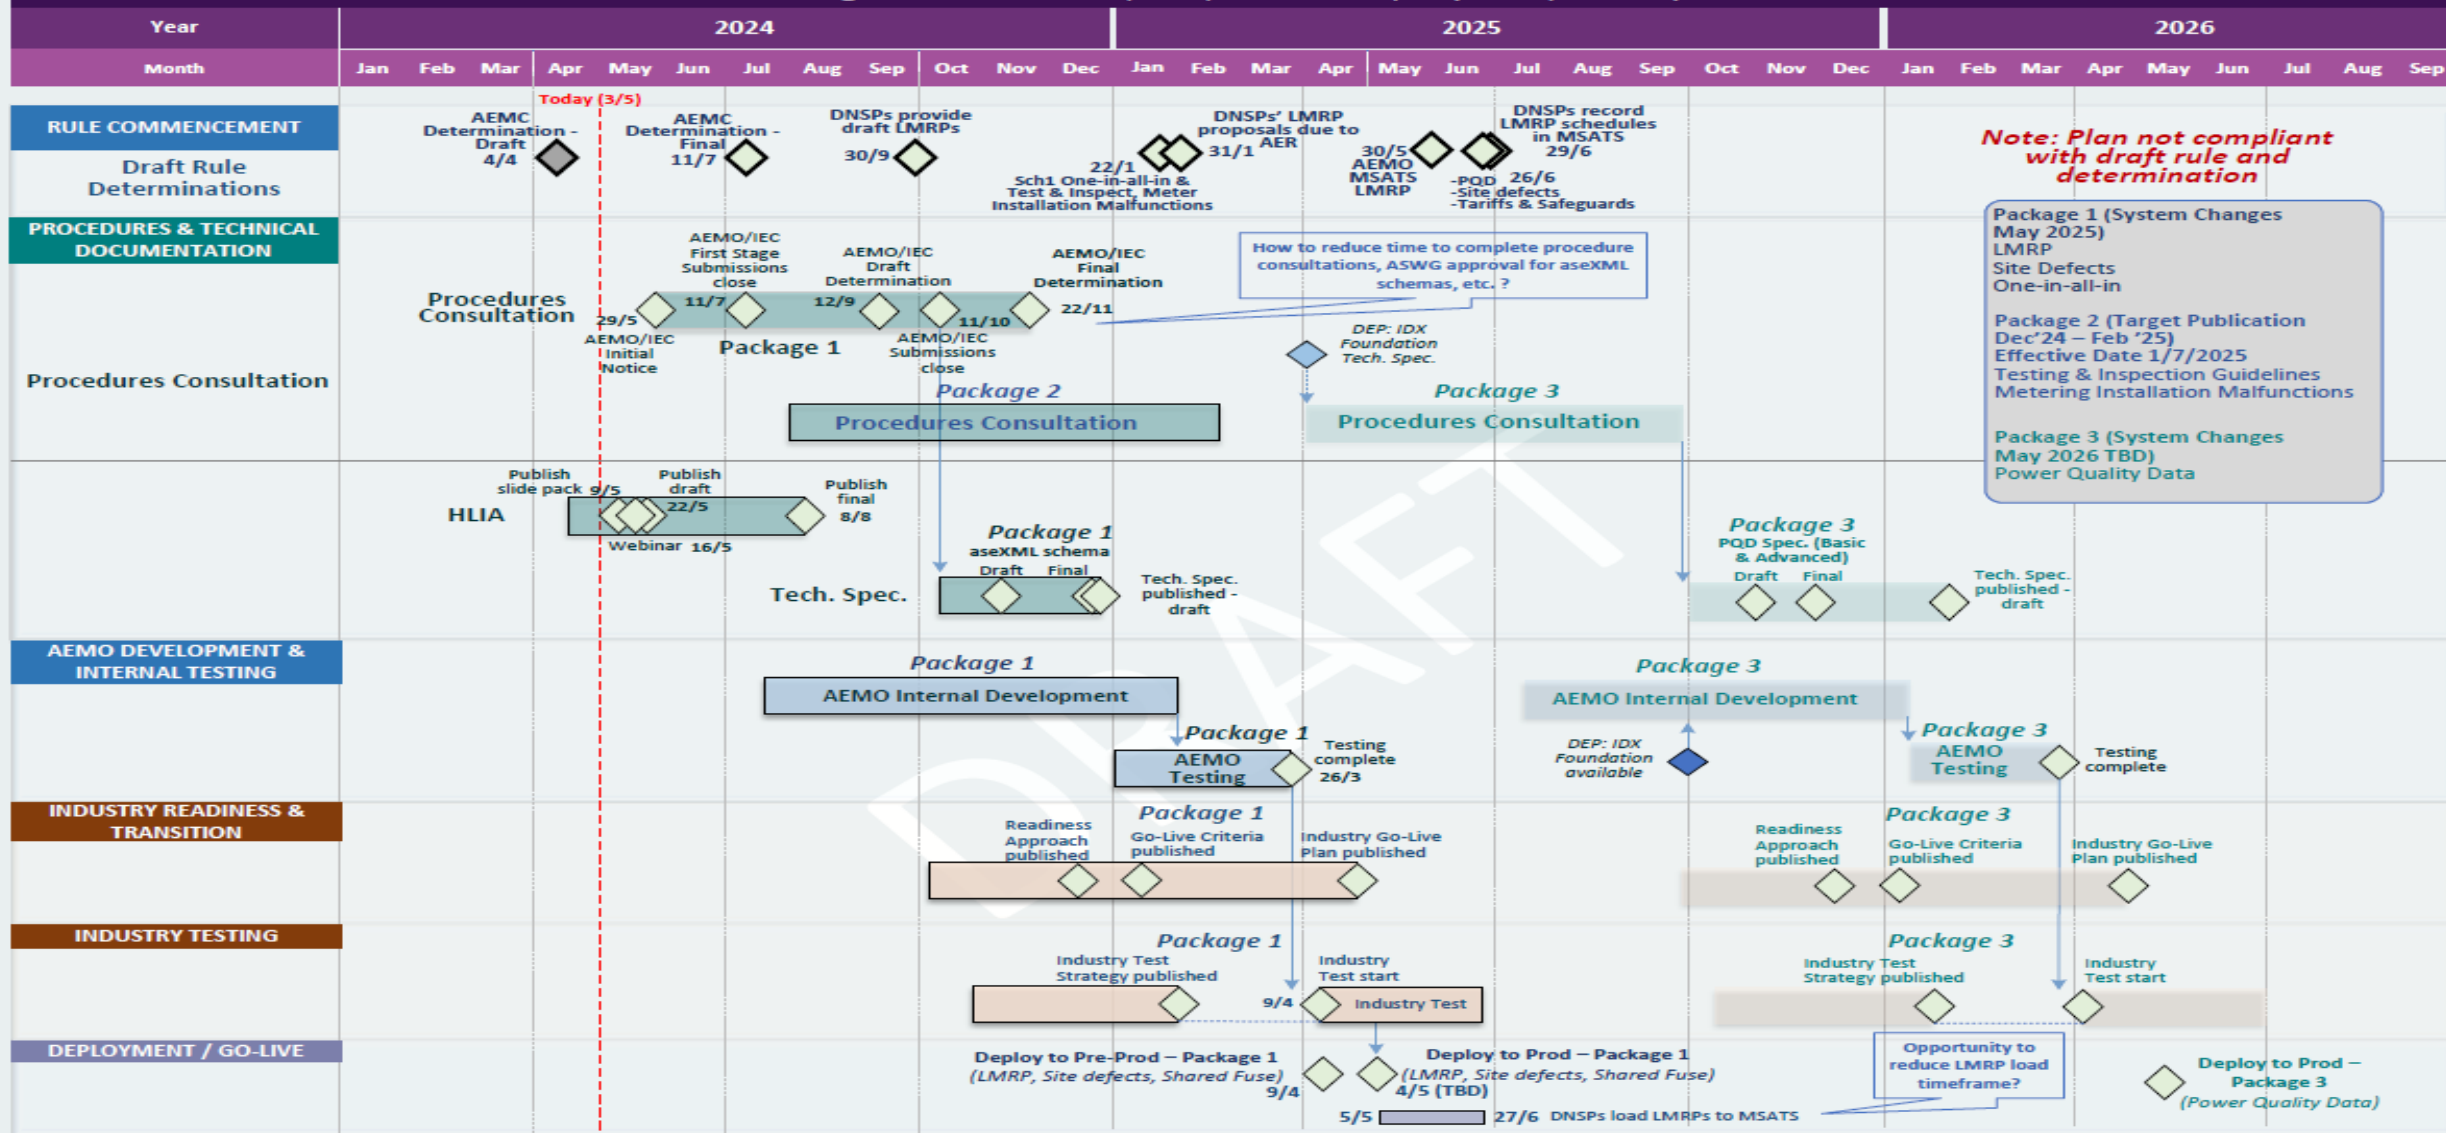 Year
2024
2025
2026
Month
Jan Feb Mar Apr May Jun Jul Aug Sep Oct Nov Dec Jan Feb Mar Apr May Jun Jul Aug Sep Oct Nov Dec Jan Feb Mar Apr May Jun Jul Aug Sep
Today (3/5)
RULE COMMENCEMENT
Draft Rule
Determinations
AEMC
Determination -
Draft
4/4
AEMC
Determination -
Final
11/7
DNSPs provide
draft LMRPs
30/9
22/1
Sch1 One-in-all-in &
Test & Inspect, Meter
Installation Malfunctions
DNSPs' LMRP
proposals due to
AER
31/1
30/5
AEMO
MSATS
LMRP
DNSPs record
LMRP schedules
in MSATS
29/6
26/6
-PQD
-Site defects
-Tariffs & Safeguards
Note: Plan not compliant
with draft rule and
determination
Package 1 (System Changes
May 2025)
LMRP
Site Defects
One-in-all-in
Package 2 (Target Publication
Dec'24 – Feb '25)
Effective Date 1/7/2025
Testing & Inspection Guidelines
Metering Installation Malfunctions
Package 3 (System Changes
May 2026 TBD)
Power Quality Data
PROCEDURES & TECHNICAL
DOCUMENTATION
Procedures Consultation
Procedures
Consultation
29/5
AEMO/IEC
Initial
Notice
AEMO/IEC
First Stage
Submissions
close
11/7
Package 1
AEMO/IEC
Draft
Determination
12/9
11/10
AEMO/IEC
Submissions
close
AEMO/IEC
Final
Determination
22/11
How to reduce time to complete procedure
consultations, ASWG approval for aseXML
schemas, etc. ?
DEP: IDX
Foundation
Tech. Spec.
Package 2
Procedures Consultation
Package 3
Procedures Consultation
HLIA
Publish
slide pack 9/5
Publish
draft
22/5
Webinar 16/5
Publish
final
8/8
Tech. Spec.
Package 1
aseXML schema
Draft Final
Tech. Spec.
published -
draft
Package 3
PQD Spec. (Basic
& Advanced)
Draft Final
Tech. Spec.
published -
draft
DRAFT
AEMO DEVELOPMENT &
INTERNAL TESTING
Package 1
AEMO Internal Development
Package 1
AEMO
Testing
Testing
complete
26/3
Package 3
AEMO Internal Development
DEP: IDX
Foundation
available
Package 3
AEMO
Testing
Testing
complete
INDUSTRY READINESS &
TRANSITION
Package 1
Readiness
Approach
published
Go-Live Criteria
published
Industry Go-Live
Plan published
Package 3
Readiness
Approach
published
Go-Live Criteria
published
Industry Go-Live
Plan published
INDUSTRY TESTING
Package 1
Industry Test
Strategy published
Industry
Test start
9/4
Industry Test
Package 3
Industry Test
Strategy published
Industry
Test start
DEPLOYMENT / GO-LIVE
Deploy to Pre-Prod – Package 1
(LMRP, Site defects, Shared Fuse)
9/4
Deploy to Prod – Package 1
(LMRP, Site defects, Shared Fuse)
4/5 (TBD)
5/5
27/6 DNSPs load LMRPs to MSATS
Opportunity to
reduce LMRP load
timeframe?
Deploy to Prod –
Package 3
(Power Quality Data)